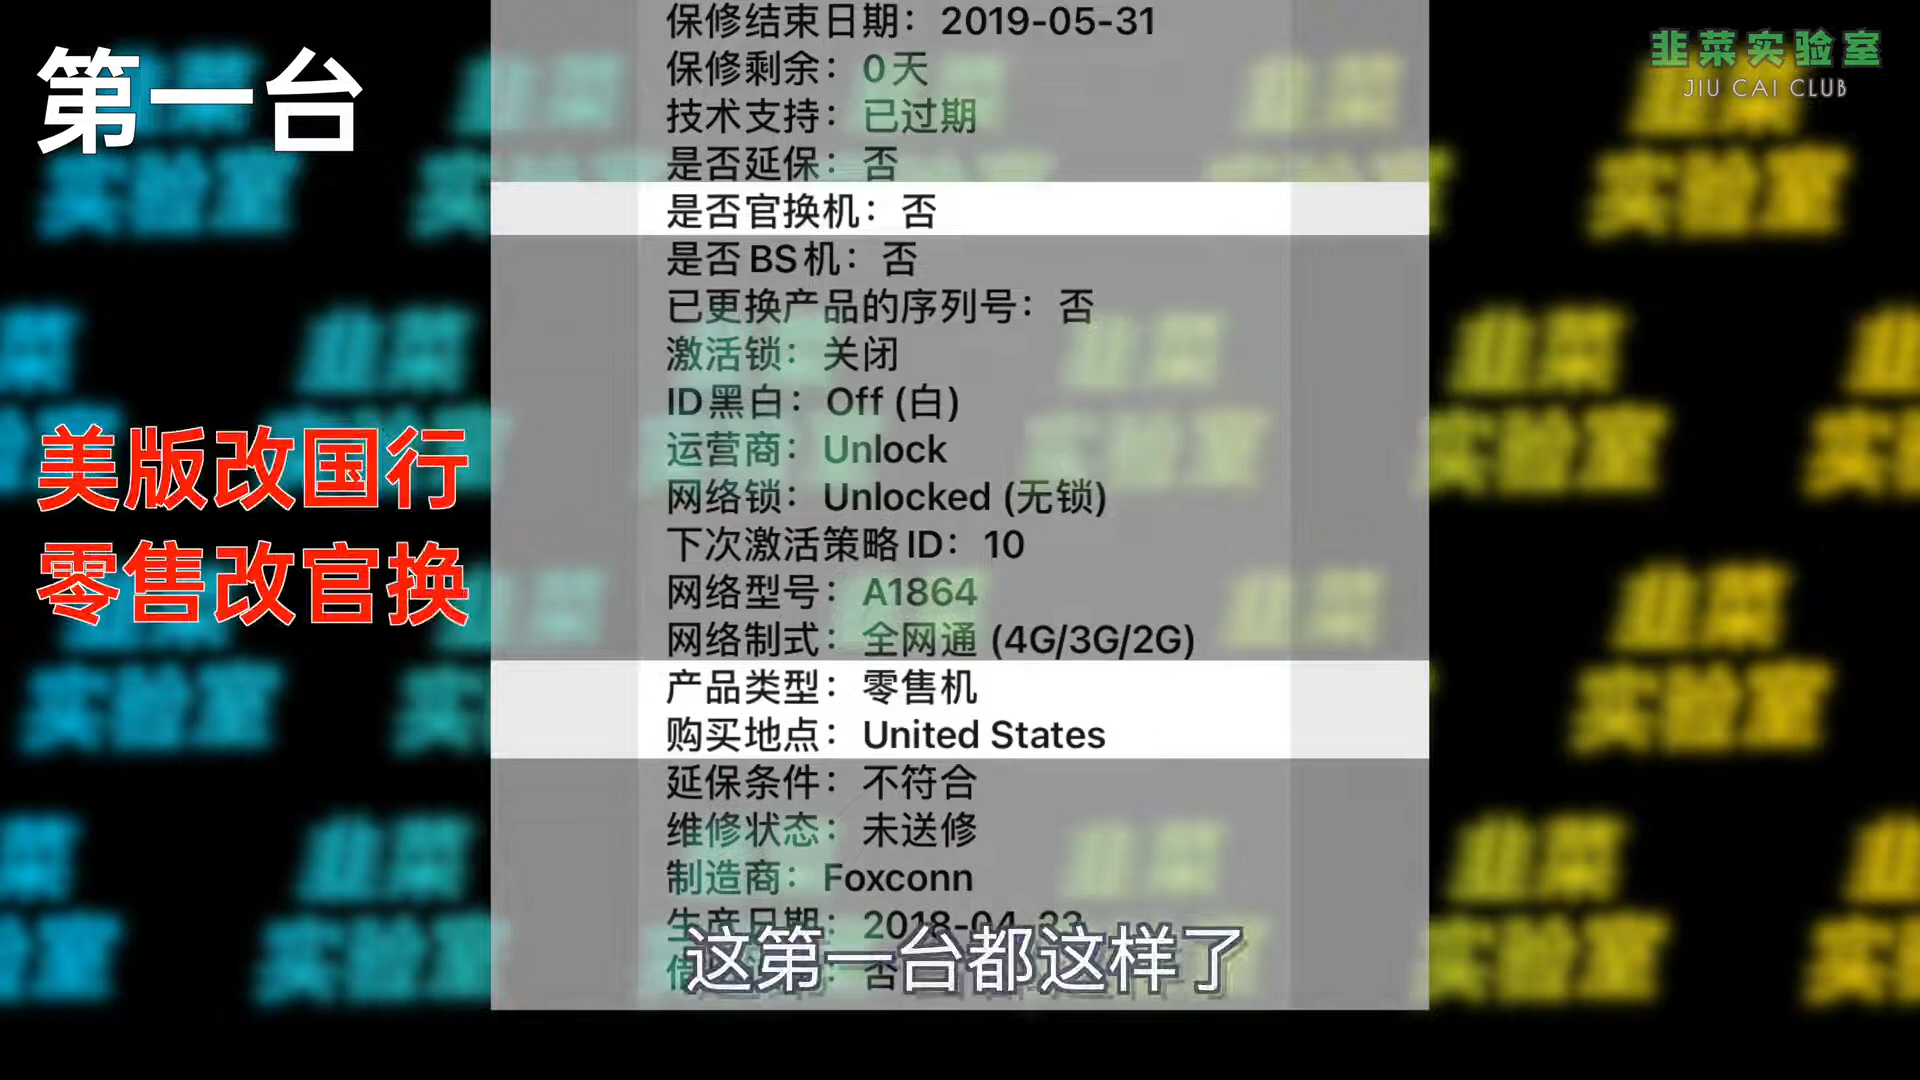 第一台
韭菜实验室
JIU CAI CLUB
美版改国行
零售改官换
保修结束日期：2019-05-31
保修剩余：0天
技术支持：已过期
是否延保：否
是否官换机：否
是否BS机：否
已更换产品的序列号：否
激活锁：关闭
ID黑白：Off (白)
运营商：Unlock
网络锁：Unlocked (无锁)
下次激活策略ID：10
网络型号：A1864
网络制式：全网通 (4G/3G/2G)
产品类型：零售机
购买地点：United States
延保条件：不符合
维修状态：未送修
制造商：Foxconn
生产日期：2018-04-23
否
这第一台都这样了